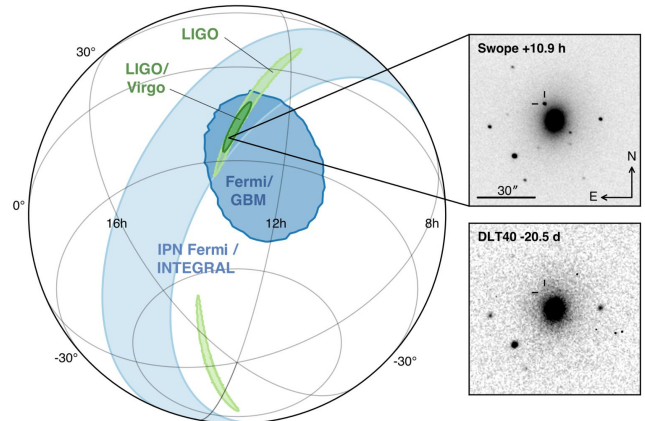 LIGO
30°
LIGO/
Virgo
Fermi/
GBM
0°
16h
12h
8h
IPN Fermi /
INTEGRAL
-30°
-30°
Swope +10.9 h
N
30"
E
DLT40 -20.5 d